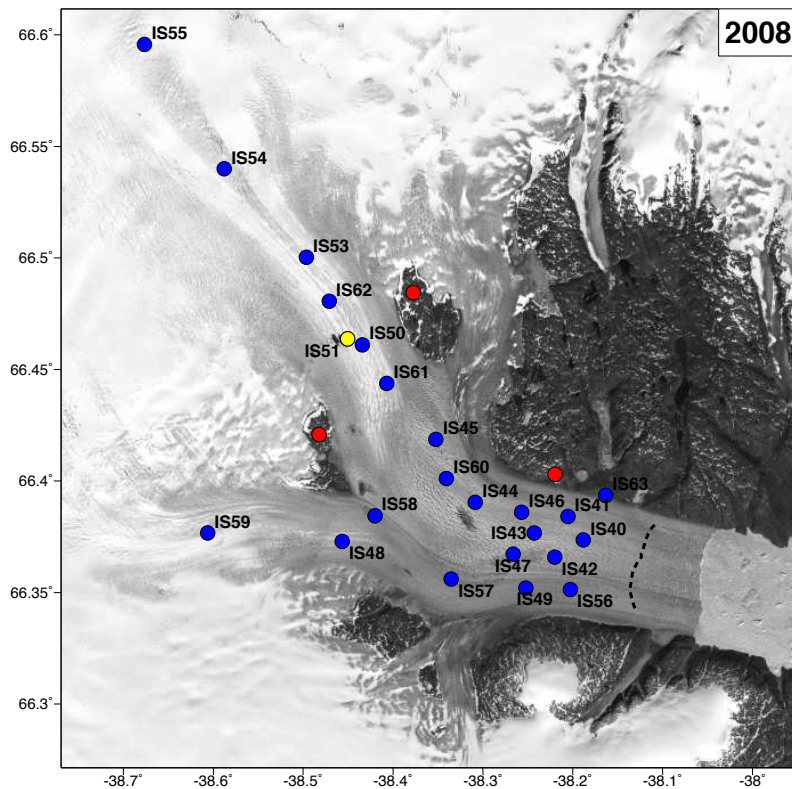 2008
66.6˚
IS55
66.55˚
IS54
66.5˚
IS53
IS62
IS50
IS51
66.45˚
IS61
IS45
66.4˚
IS60
IS63
IS44
IS46
IS41
IS58
IS59
IS43
IS40
IS48
IS47
IS42
IS57
66.35˚
IS49
IS56
66.3˚
-38.7˚
-38.6˚
-38.5˚
-38.4˚
-38.3˚
-38.2˚
-38.1˚
-38˚